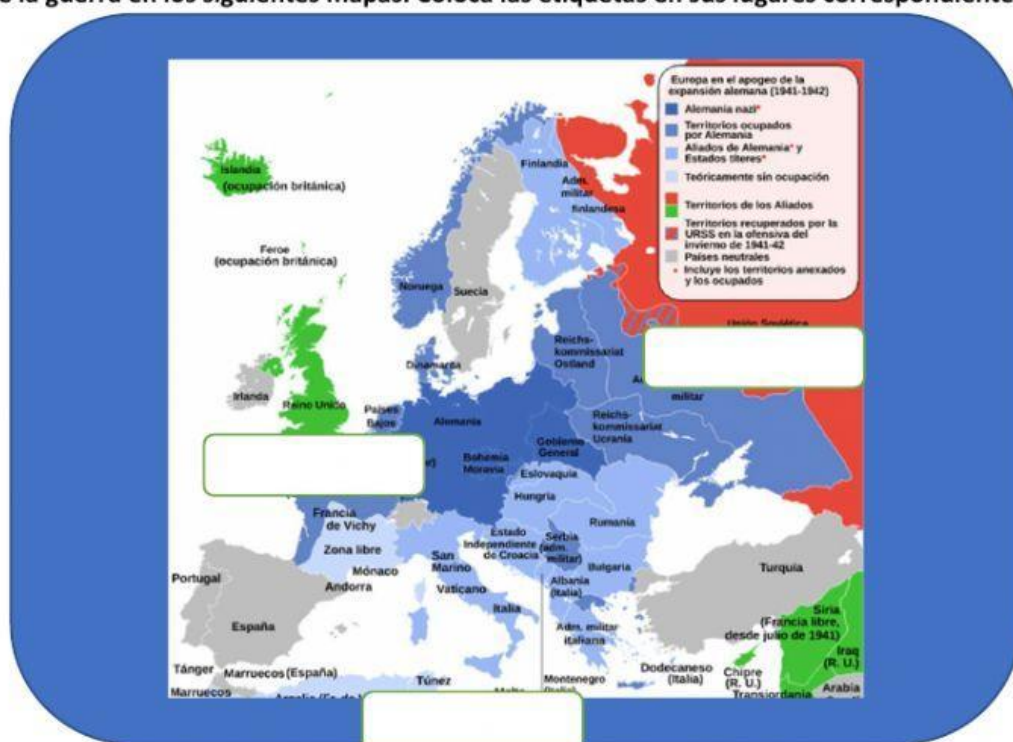 la guerra en los siguientes mapas. Coloca las etiquetas en sus lugares correspondiente
Europa en el apogeo de la
expansión alemana (1941-1942)
Alemania nazi*
Territorios ocupados
por Alemania
Aliados de Alemania* y
Estados títeres*
Teóricamente sin ocupación
Territorios de los Aliados
Territorios recuperados por la
URSS en la ofensiva del
invierno de 1941-42
Países neutrales
* Incluye los territorios anexados
y los ocupados
Islandia
(ocupación británica)
Feroe
(ocupación británica)
Finlandia
Adm.
militar
finlandesa
Noruega
Suecia
Unión Soviética
Dinamarca
Reichs-
kommissariat
Ostland
militar
Irlanda
Reino Unido
Países
Bajos
Alemania
Reichs-
kommissariat
Ucrania
Gobierno
General
Bohemia
Moravia
Eslovaquia
Hungría
Francia
de Vichy
Zona libre
Estado
Independiente
de Croacia
Serbia
(adm.
militar)
Rumanía
Bulgaria
Mónaco
Andorra
San
Marino
Vaticano
Italia
Albania
(Italia)
Adm. militar
italiana
Turquía
Portugal
España
Siria
(Francia libre,
desde julio de 1941)
Iraq
(R. U.)
Tánger
Marruecos (España)
Marruecos
Túnez
Malta
Montenegro
(Italia)
Dodecaneso
(Italia)
Chipre
(R. U.)
Transjordania
Arabia